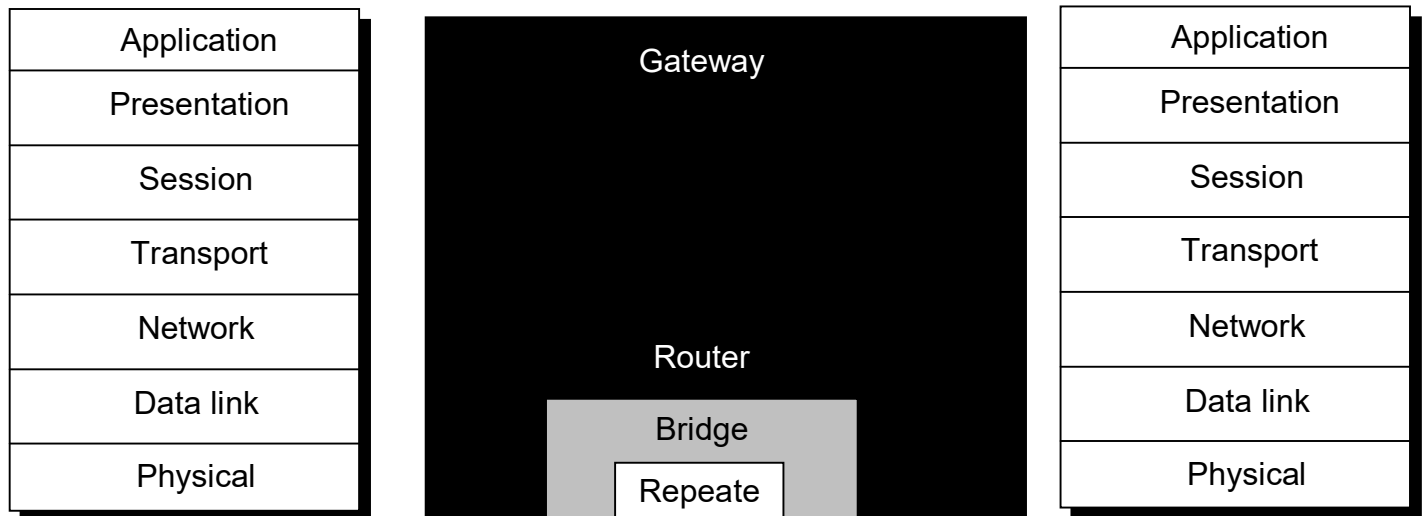 Application
Presentation
Session
Transport
Network
Data link
Physical
Gateway
Router
Bridge
Repeate
Application
Presentation
Session
Transport
Network
Data link
Physical